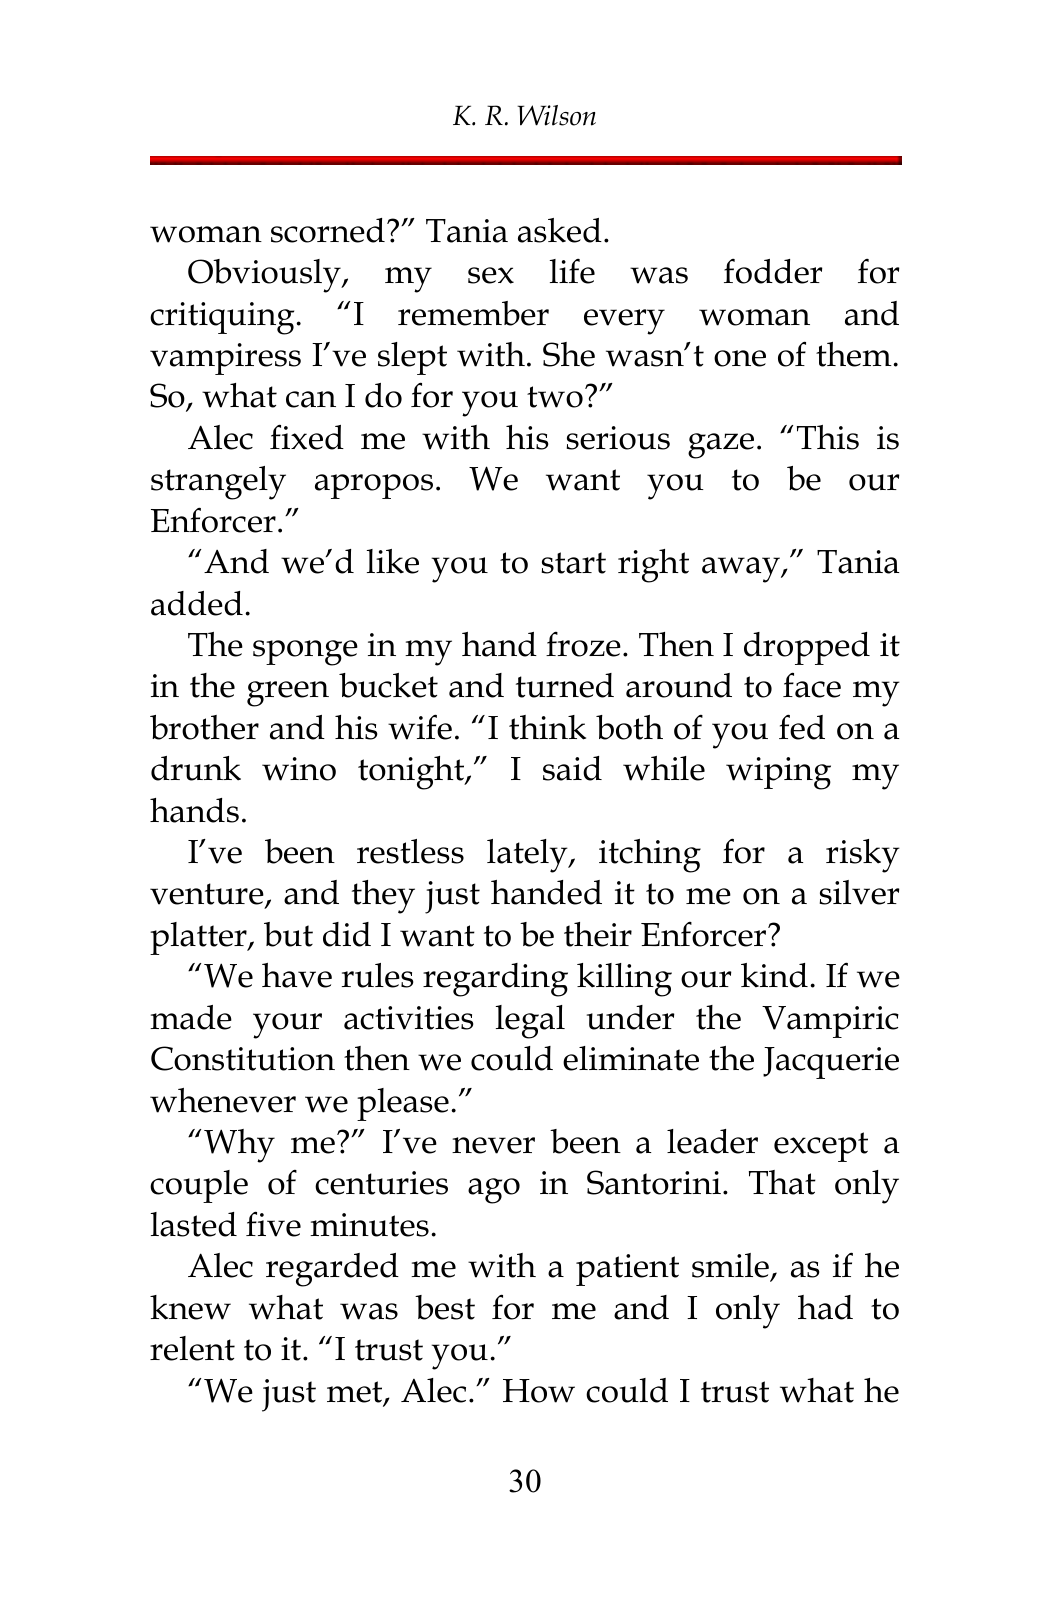 K. R. Wilson
woman scorned?” Tania asked.
Obviously, my sex life was fodder for
critiquing. “I remember every woman and
vampiress I’ve slept with. She wasn’t one of them.
So, what can I do for you two?”
Alec fixed me with his serious gaze. “This is
strangely apropos. We want you to be our
Enforcer.”
“And we’d like you to start right away,” Tania
added.
The sponge in my hand froze. Then I dropped it
in the green bucket and turned around to face my
brother and his wife. “I think both of you fed on a
drunk wino tonight,” I said while wiping my
hands.
I’ve been restless lately, itching for a risky
venture, and they just handed it to me on a silver
platter, but did I want to be their Enforcer?
“We have rules regarding killing our kind. If we
made your activities legal under the Vampiric
Constitution then we could eliminate the Jacquerie
whenever we please.”
“Why me?” I’ve never been a leader except a
couple of centuries ago in Santorini. That only
lasted five minutes.
Alec regarded me with a patient smile, as if he
knew what was best for me and I only had to
relent to it. “I trust you.”
“We just met, Alec.” How could I trust what he
30